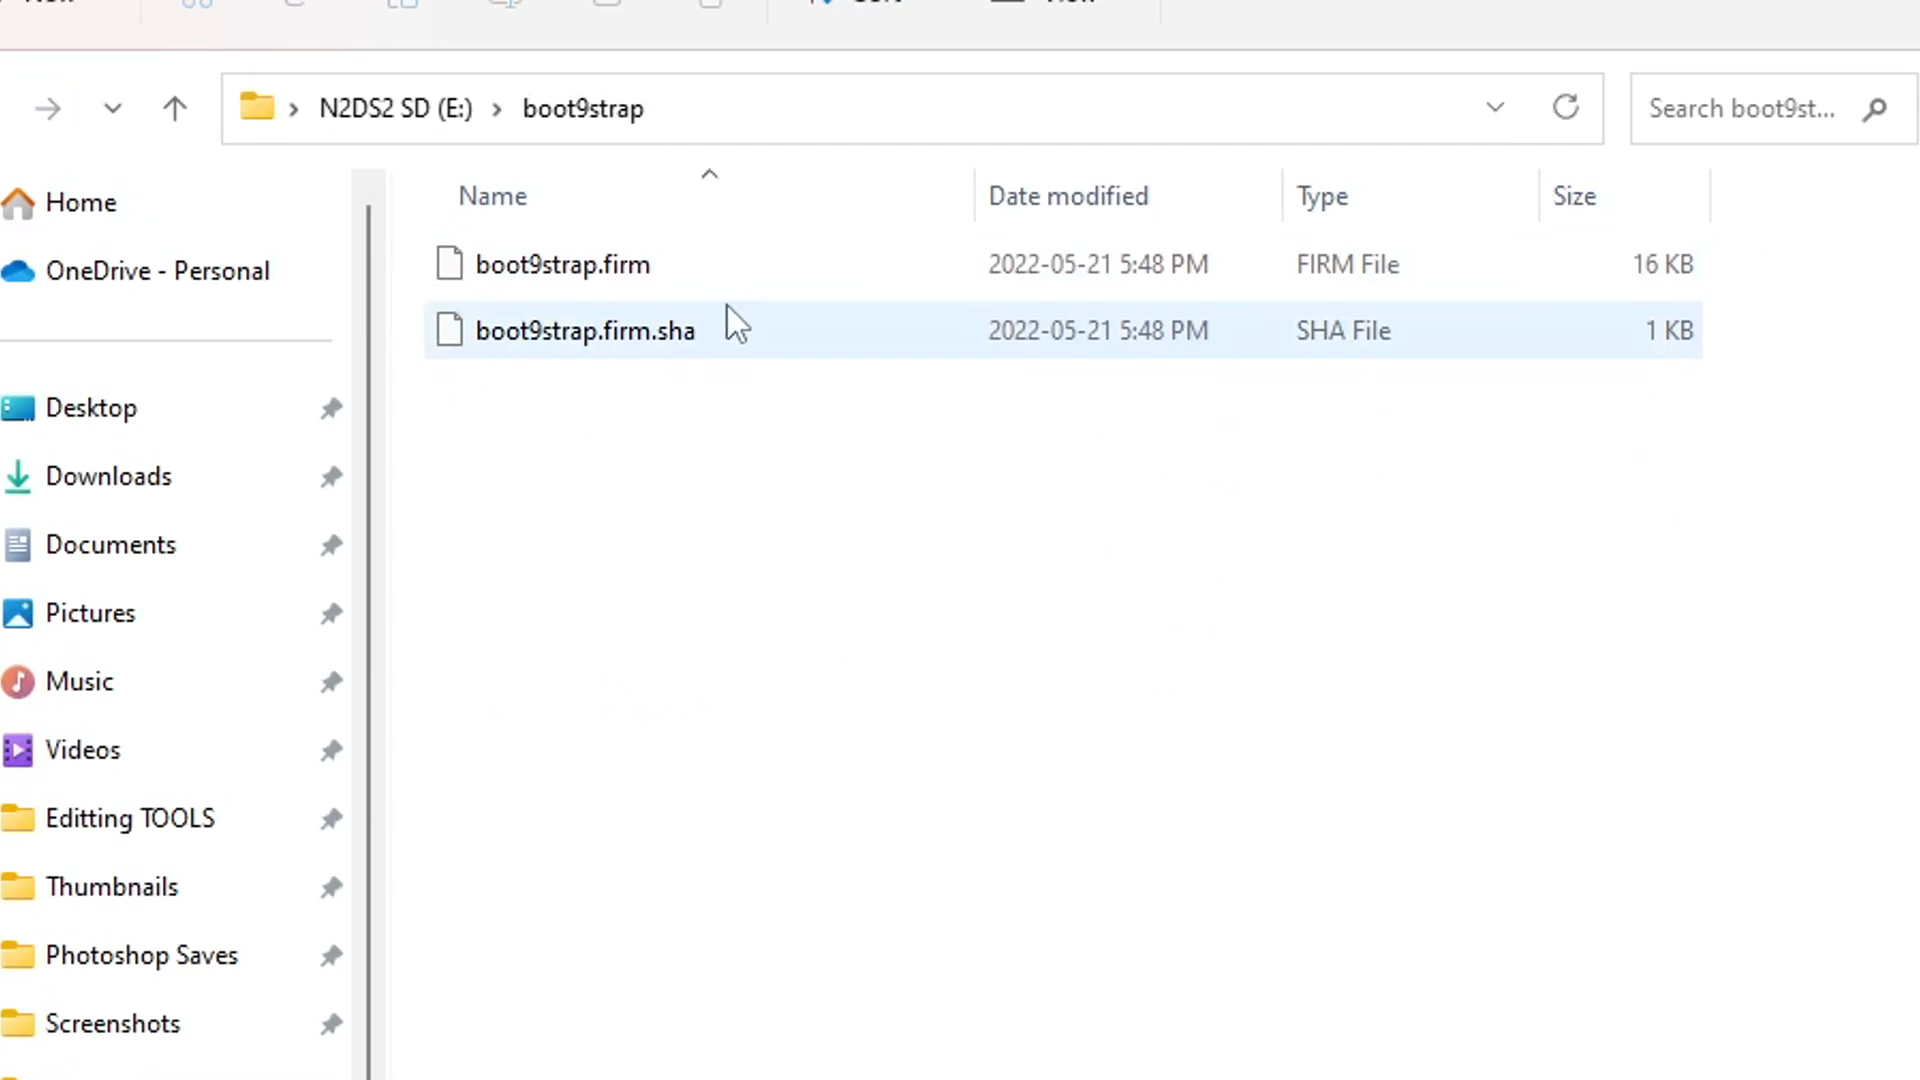 N2DS2 SD (E:)
boot9strap
Search boot9st...
Name
Date modified
Type
Size
boot9strap.firm
2022-05-21 5:48 PM
FIRM File
16 KB
boot9strap.firm.sha
2022-05-21 5:48 PM
SHA File
1 KB
Home
OneDrive - Personal
Desktop
Downloads
Documents
Pictures
Music
Videos
Editting TOOLS
Thumbnails
Photoshop Saves
Screenshots